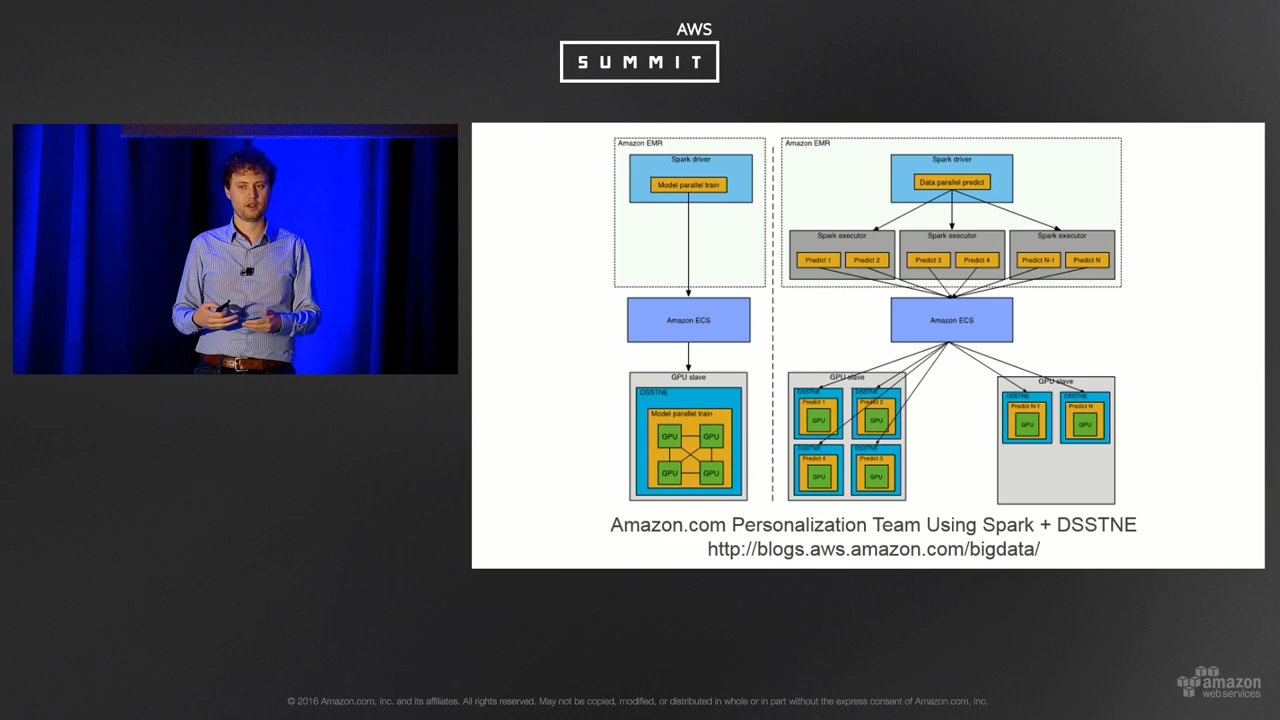 AWS
SUMMIT
Amazon EMR
Spark driver
Model parallel train
Amazon ECS
GPU slave
DSSTNE
Model parallel train
GPU GPU
GPU GPU
Amazon EMR
Spark driver
Data parallel predict
Spark executor Spark executor Spark executor
Predict 1 Predict 2 Predict 3 Predict 4 Predict N-1 Predict N
Amazon ECS
GPU slave
DSSTNE DSSTNE
Predict 1 Predict 2
GPU GPU
DSSTNE DSSTNE
Predict 4 Predict 3
GPU GPU
GPU slave
DSSTNE DSSTNE
Predict N-1 Predict N
GPU GPU
Amazon.com Personalization Team Using Spark + DSSTNE
http://blogs.aws.amazon.com/bigdata/
© 2016 Amazon.com, Inc. and its affiliates. All rights reserved. May not be copied, modified, or distributed in whole or in part without the express consent of Amazon.com, Inc.
amazon
web services